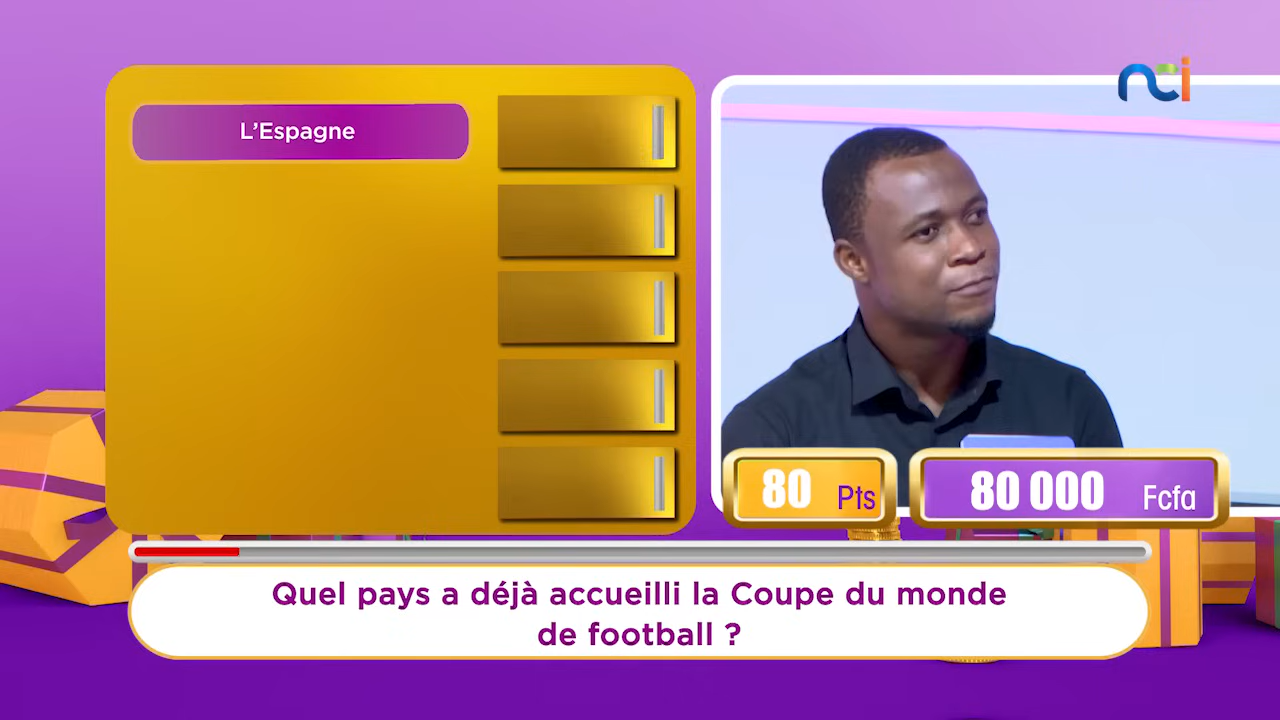 nci
L'Espagne
80 Pts
80 000 Fcfa
Quel pays a déjà accueilli la Coupe du monde
de football ?